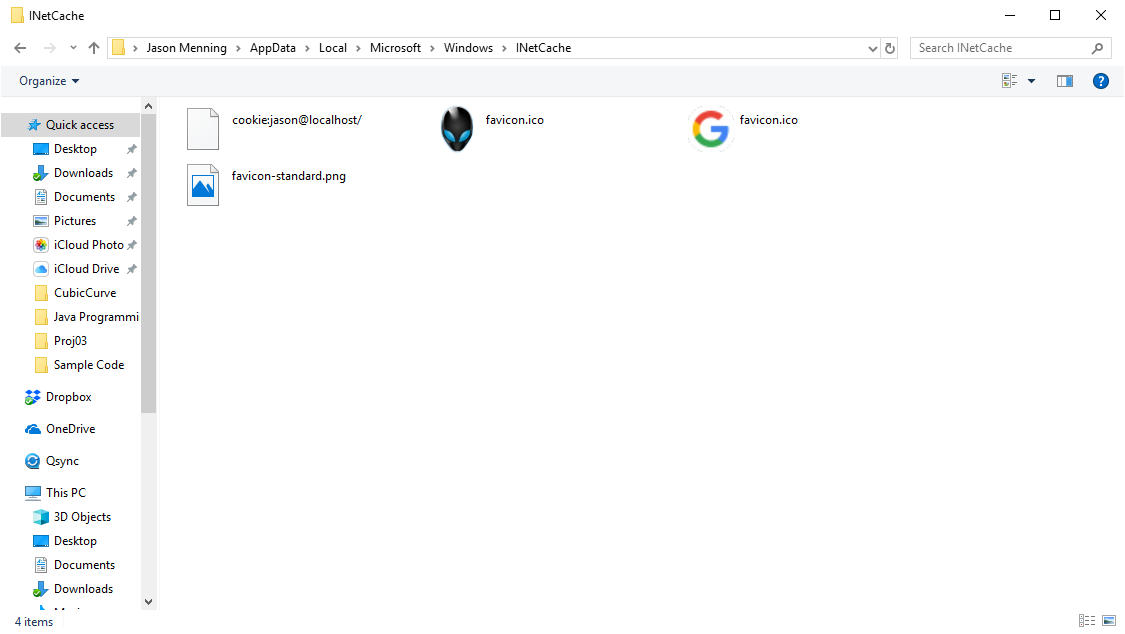 INetCache
Jason Menning > AppData > Local > Microsoft > Windows > INetCache
Search INetCache
Organize
Quick access
Desktop
Downloads
Documents
Pictures
iCloud Photo
iCloud Drive
CubicCurve
Java Programmi
Proj03
Sample Code
Dropbox
OneDrive
Qsync
This PC
3D Objects
Desktop
Documents
Downloads
cookie:jason@localhost/
favicon.ico
favicon.ico
favicon-standard.png
4 items